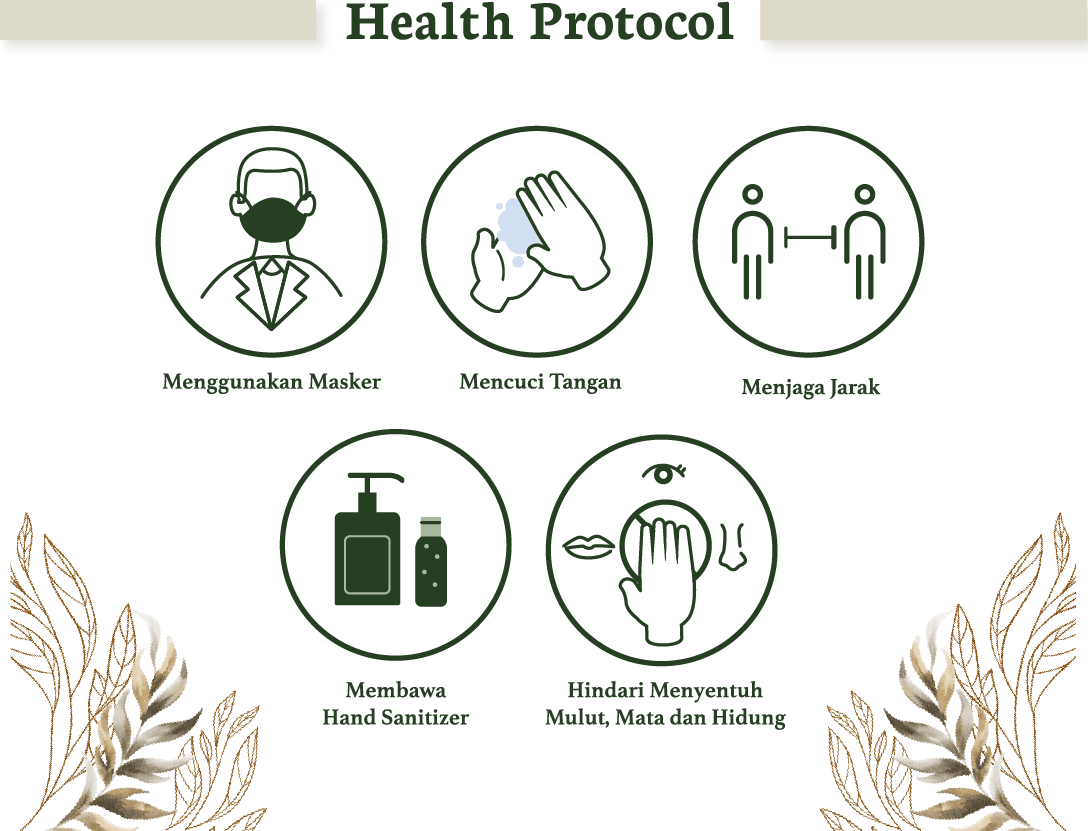 Health Protocol
Menggunakan Masker
Mencuci Tangan
Menjaga Jarak
Membawa
Hand Sanitizer
Hindari Menyentuh
Mulut, Mata dan Hidung